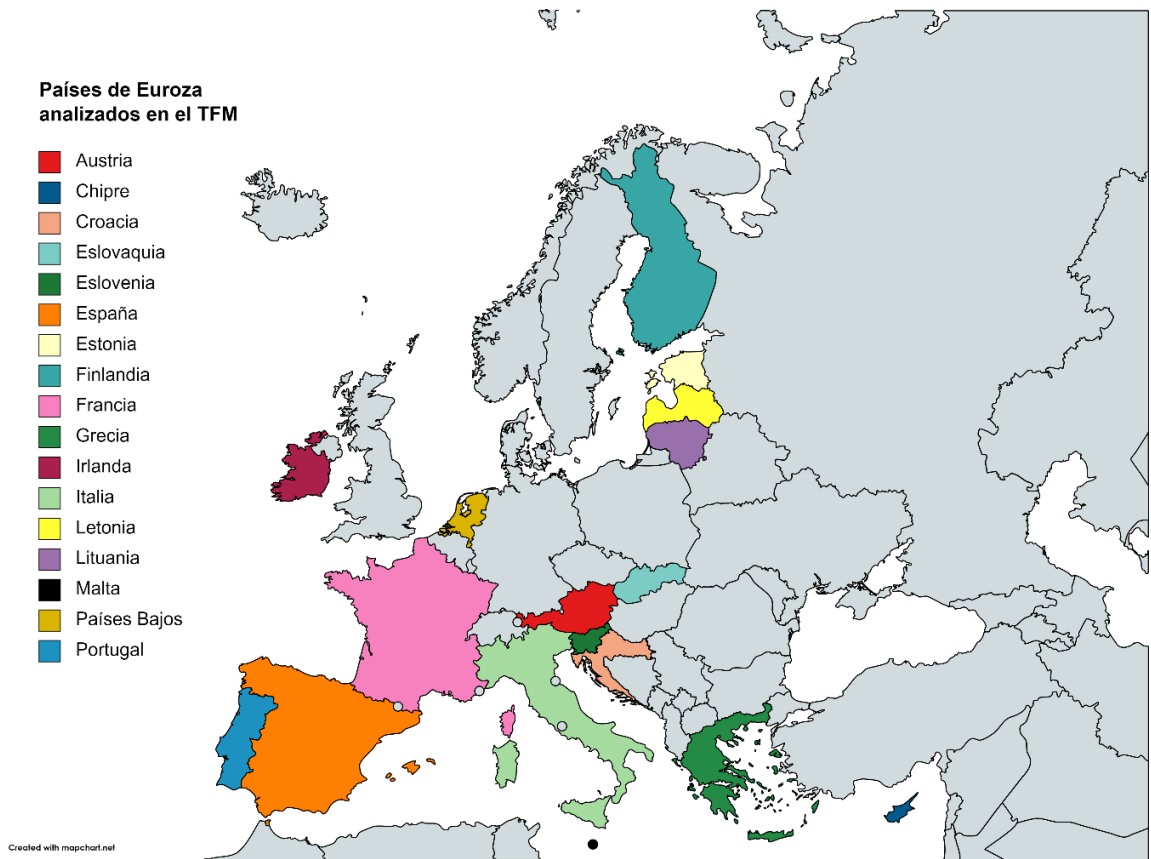 Países de Euroza
analizados en el TFM
Austria
Chipre
Croacia
Eslovaquia
Eslovenia
España
Estonia
Finlandia
Francia
Grecia
Irlanda
Italia
Letonia
Lituania
Malta
Países Bajos
Portugal
Created with mapchart.net